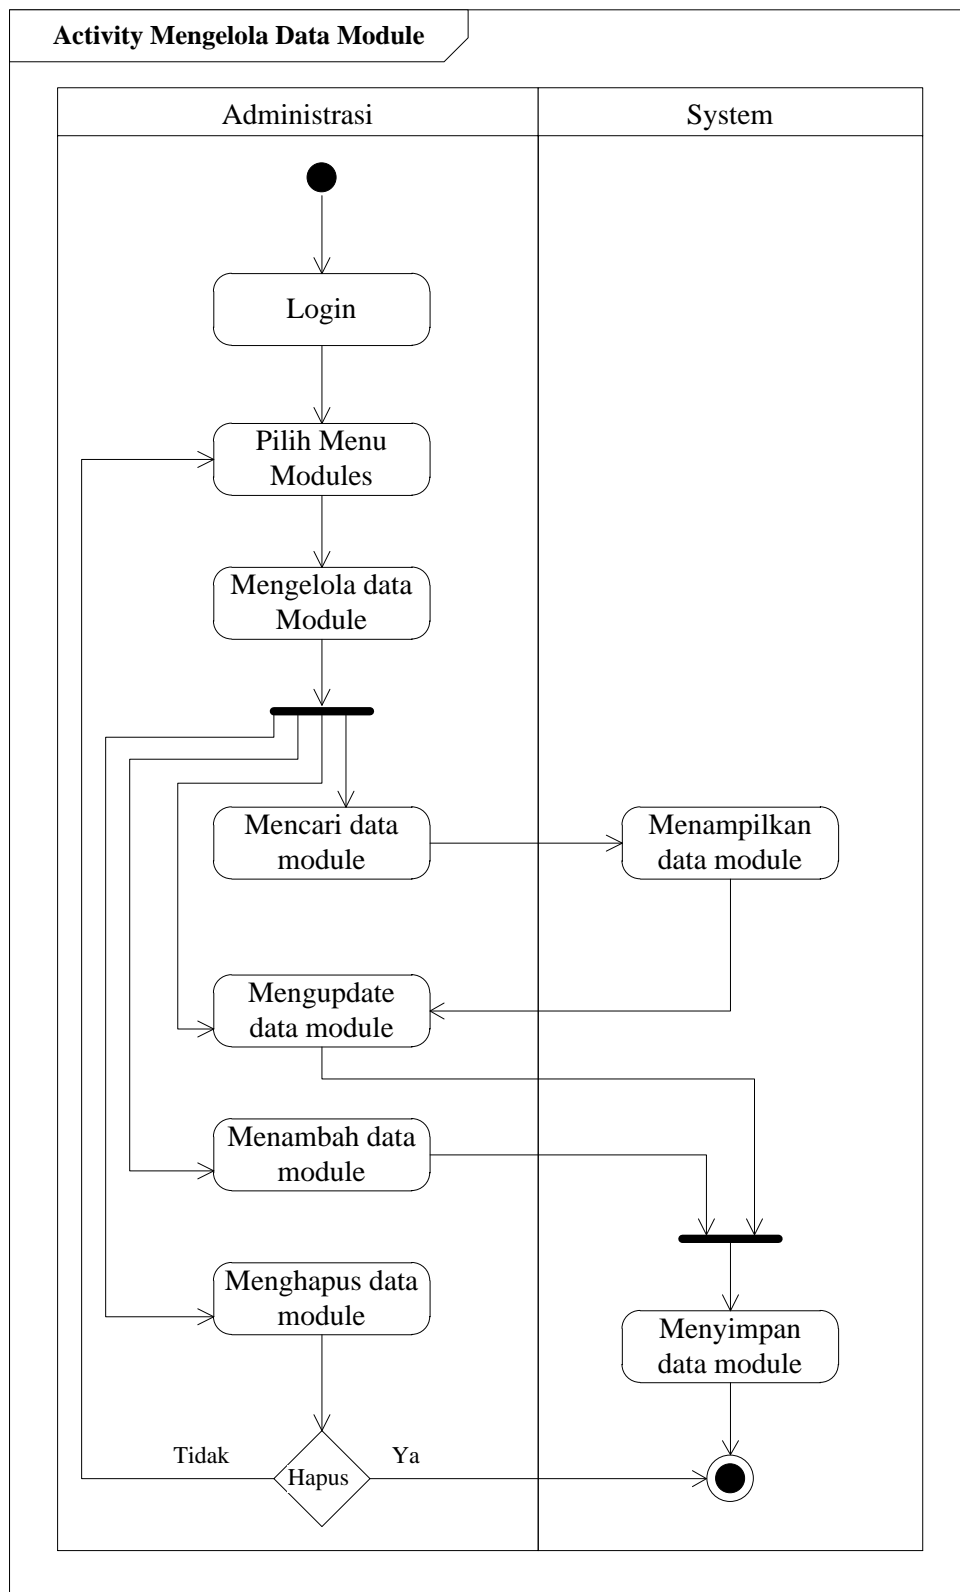 Activity Mengelola Data Module
Administrasi
System
Login
Pilih Menu
Modules
Mengelola data
Module
Mencari data
module
Menampilkan
data module
Mengupdate
data module
Menambah data
module
Menghapus data
module
Menyimpan
data module
Tidak
Hapus
Ya